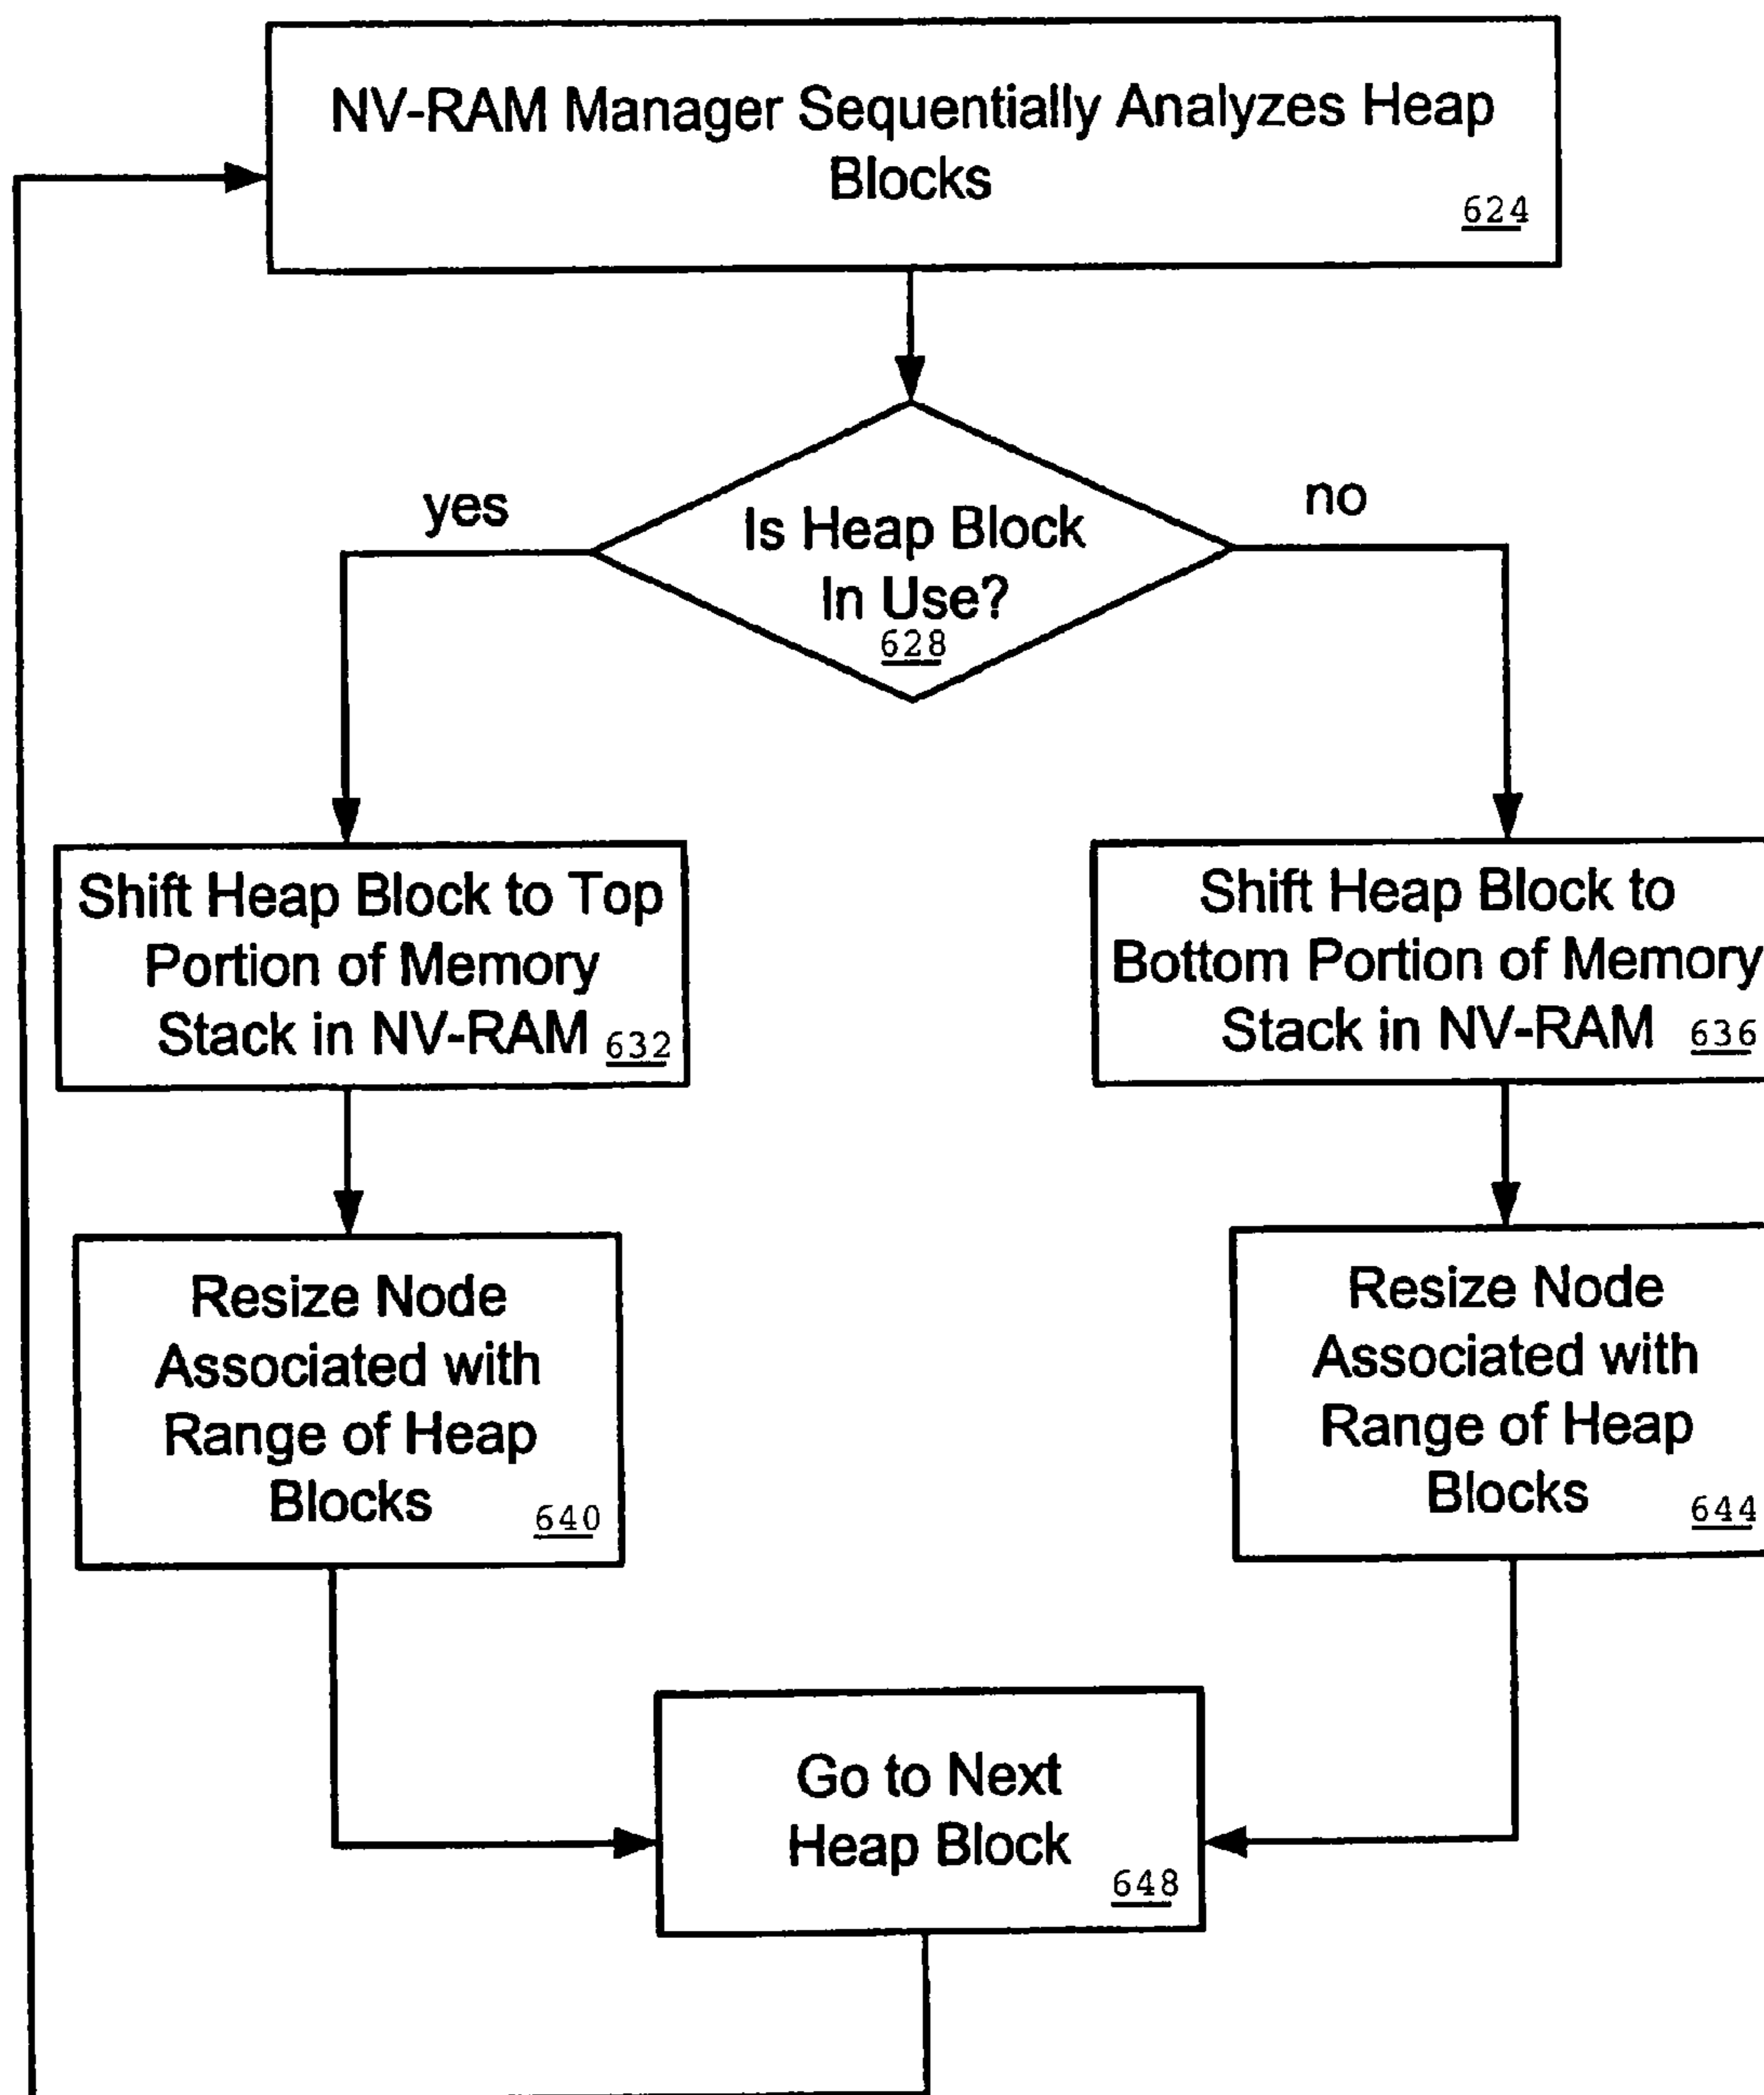 NV-RAM Manager Sequentially Analyzes Heap
Blocks
624
yes
no
Is Heap Block
In Use?
628
Shift Heap Block to Top
Portion of Memory
Stack in NV-RAM 632
Shift Heap Block to
Bottom Portion of Memory
Stack in NV-RAM 636
Resize Node
Associated with
Range of Heap
Blocks 640
Resize Node
Associated with
Range of Heap
Blocks 644
Go to Next
Heap Block
648